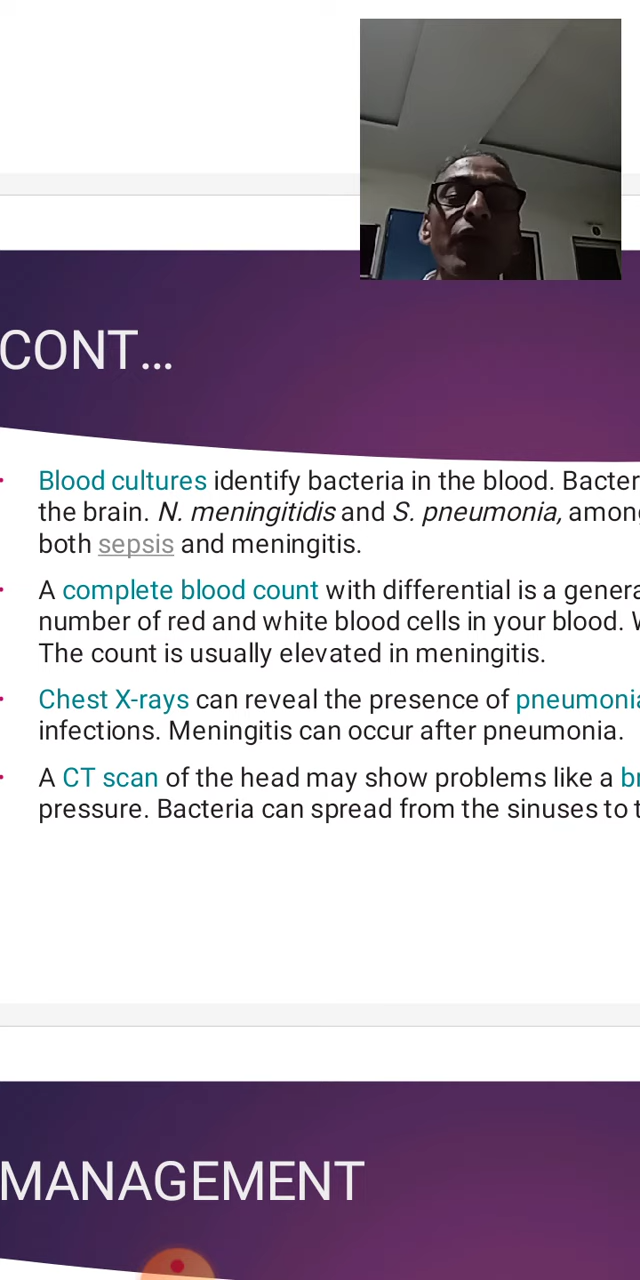 CONT...
Blood cultures identify bacteria in the blood. Bacter
the brain. N. meningitidis and S. pneumonia, among
both sepsis and meningitis.
A complete blood count with differential is a genera
number of red and white blood cells in your blood. W
The count is usually elevated in meningitis.
Chest X-rays can reveal the presence of pneumonia
infections. Meningitis can occur after pneumonia.
A CT scan of the head may show problems like a br
pressure. Bacteria can spread from the sinuses to t
MANAGEMENT